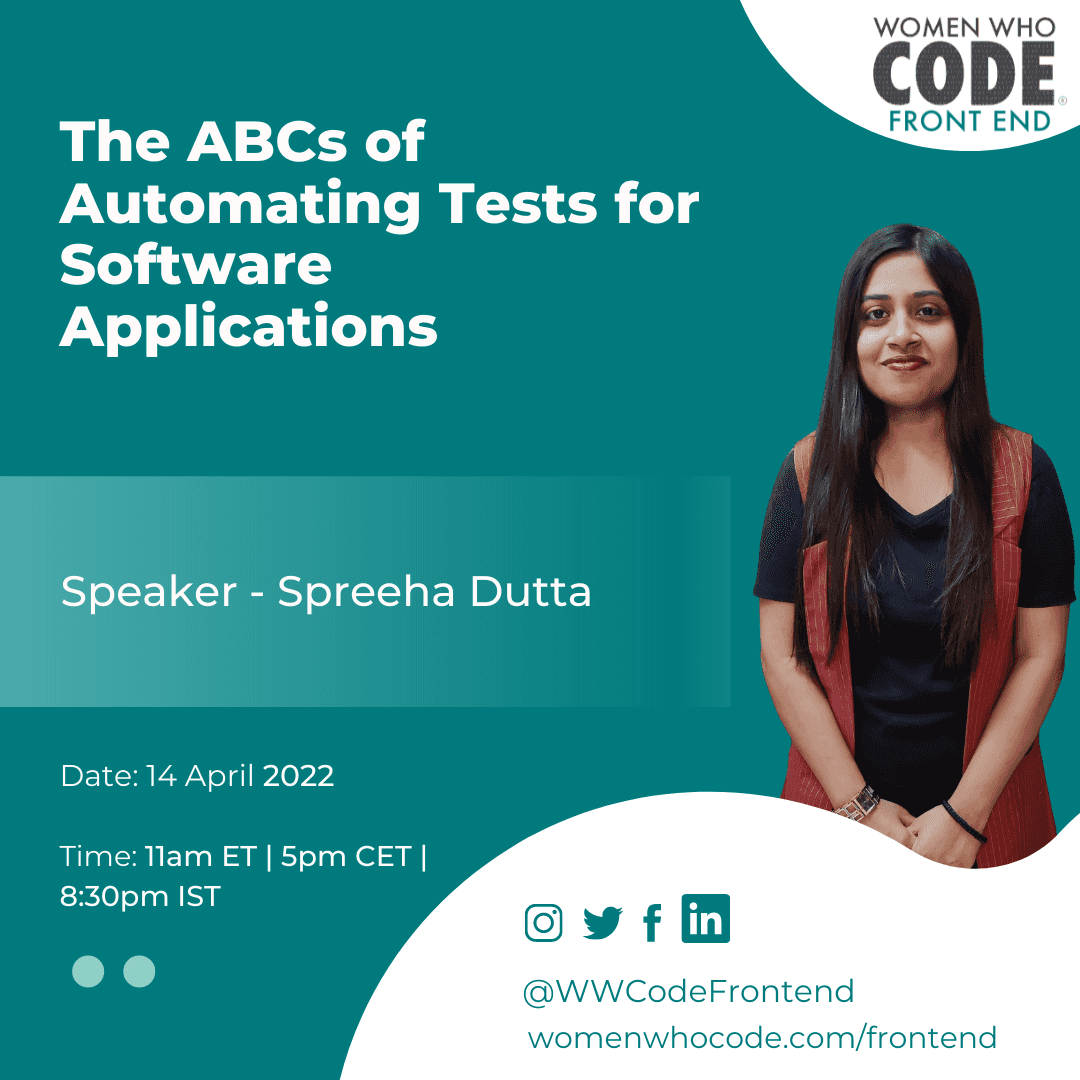 WOMEN WHO
CODE®
FRONT END
The ABCs of
Automating Tests for
Software
Applications
Speaker - Spreeha Dutta
Date: 14 April 2022
Time: 11am ET | 5pm CET |
8:30pm IST
@WWCodeFrontend
womenwhocode.com/frontend